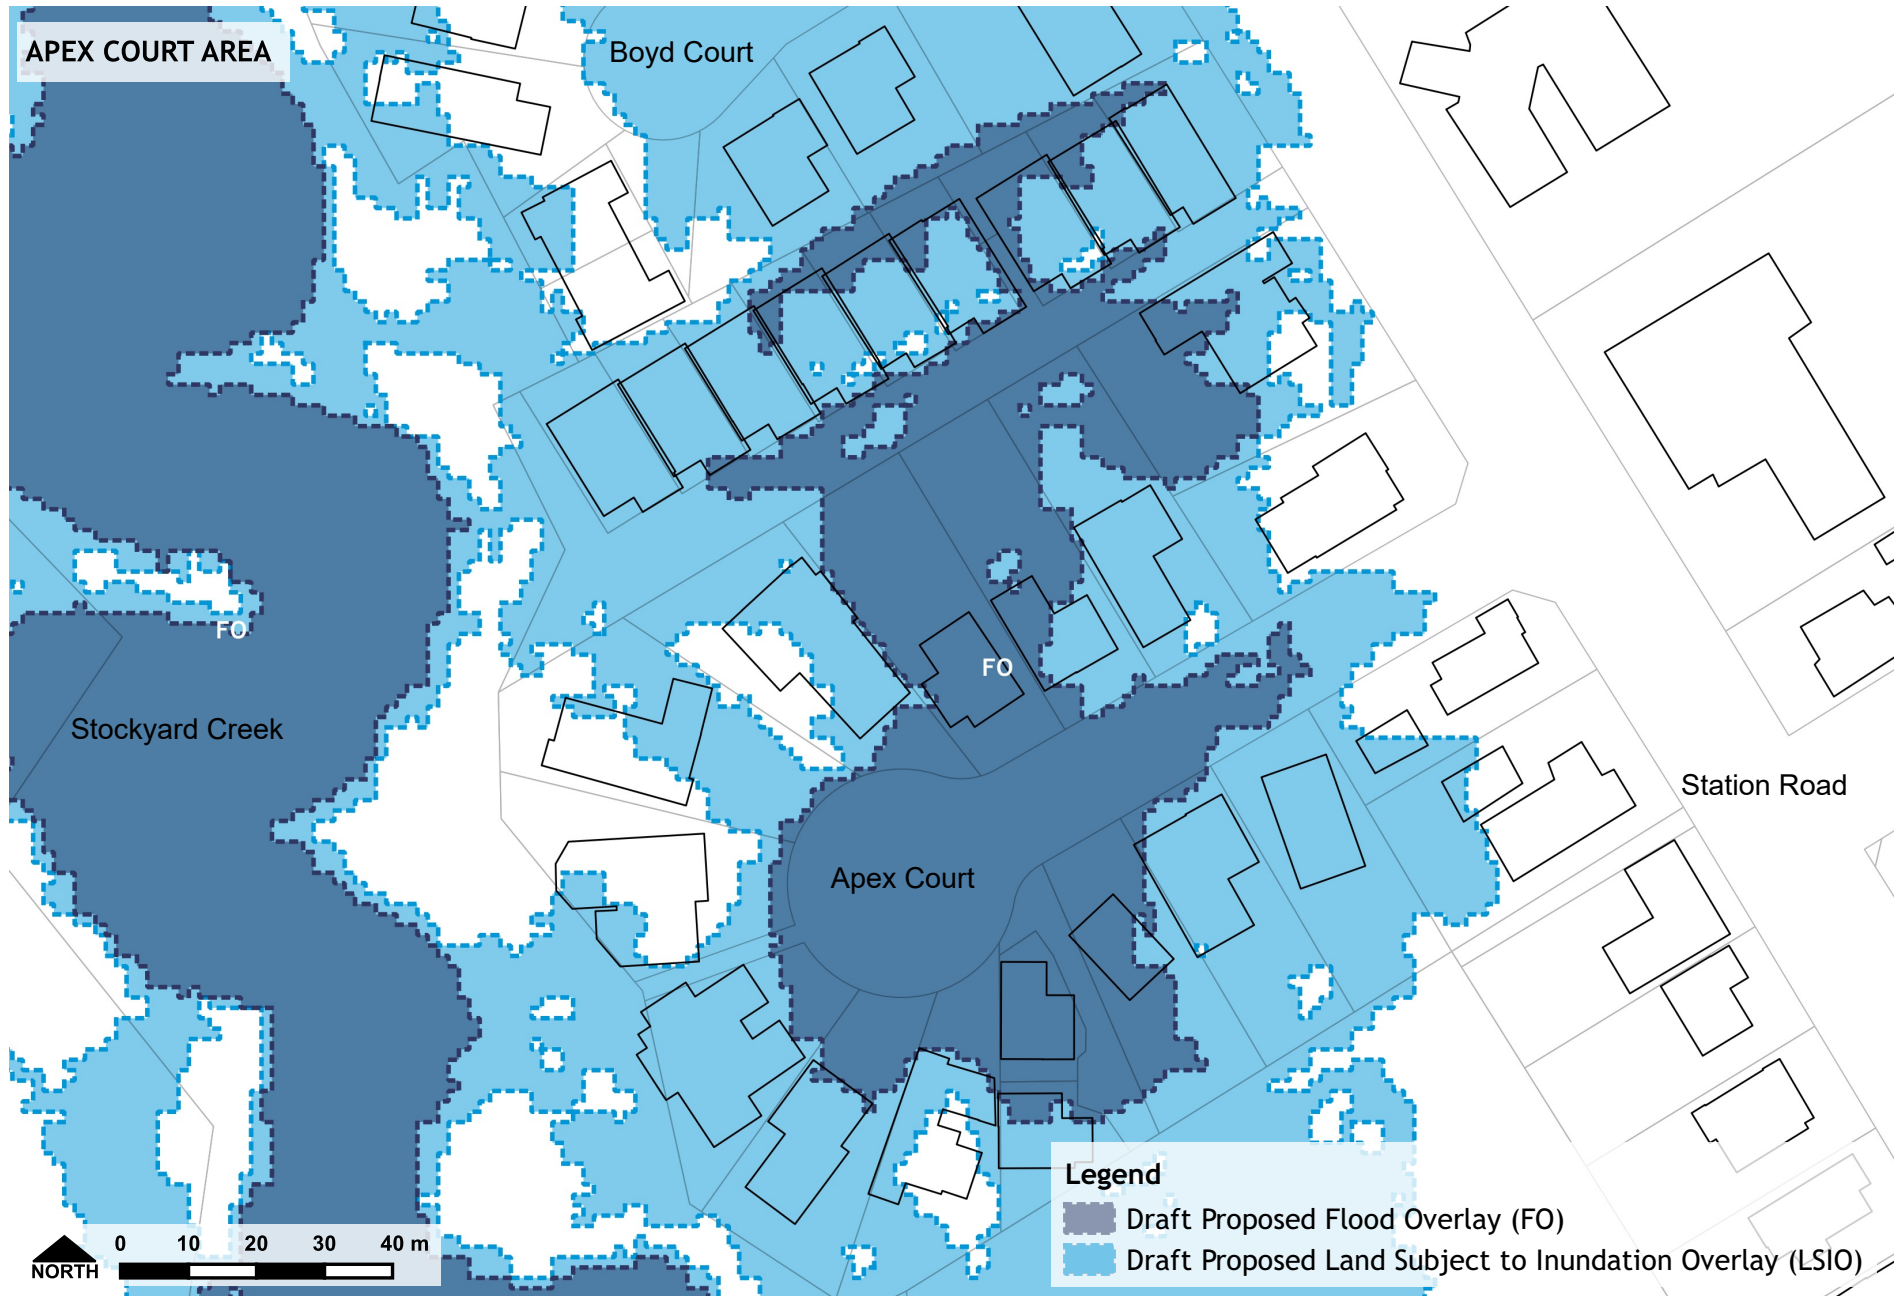 APEX COURT AREA
Boyd Court
FO
FO
Stockyard Creek
Station Road
Apex Court
Legend
Draft Proposed Flood Overlay (FO)
Draft Proposed Land Subject to Inundation Overlay (LSIO)
0 10 20 30 40 m
NORTH